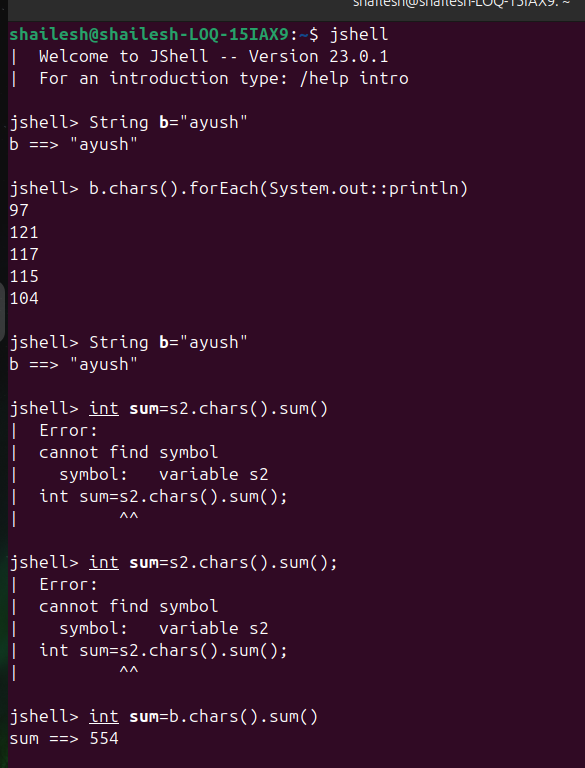 shailesh@shailesh-LOQ-15IAX9: ~
shailesh@shailesh-LOQ-15IAX9:~$ jshell
|  Welcome to JShell -- Version 23.0.1
|  For an introduction type: /help intro
jshell> String b="ayush"
b ==> "ayush"
jshell> b.chars().forEach(System.out::println)
97
121
117
115
104
jshell> String b="ayush"
b ==> "ayush"
jshell> int sum=s2.chars().sum()
|  Error:
|  cannot find symbol
|    symbol:   variable s2
|  int sum=s2.chars().sum();
|          ^^
jshell> int sum=s2.chars().sum();
|  Error:
|  cannot find symbol
|    symbol:   variable s2
|  int sum=s2.chars().sum();
|          ^^
jshell> int sum=b.chars().sum()
sum ==> 554